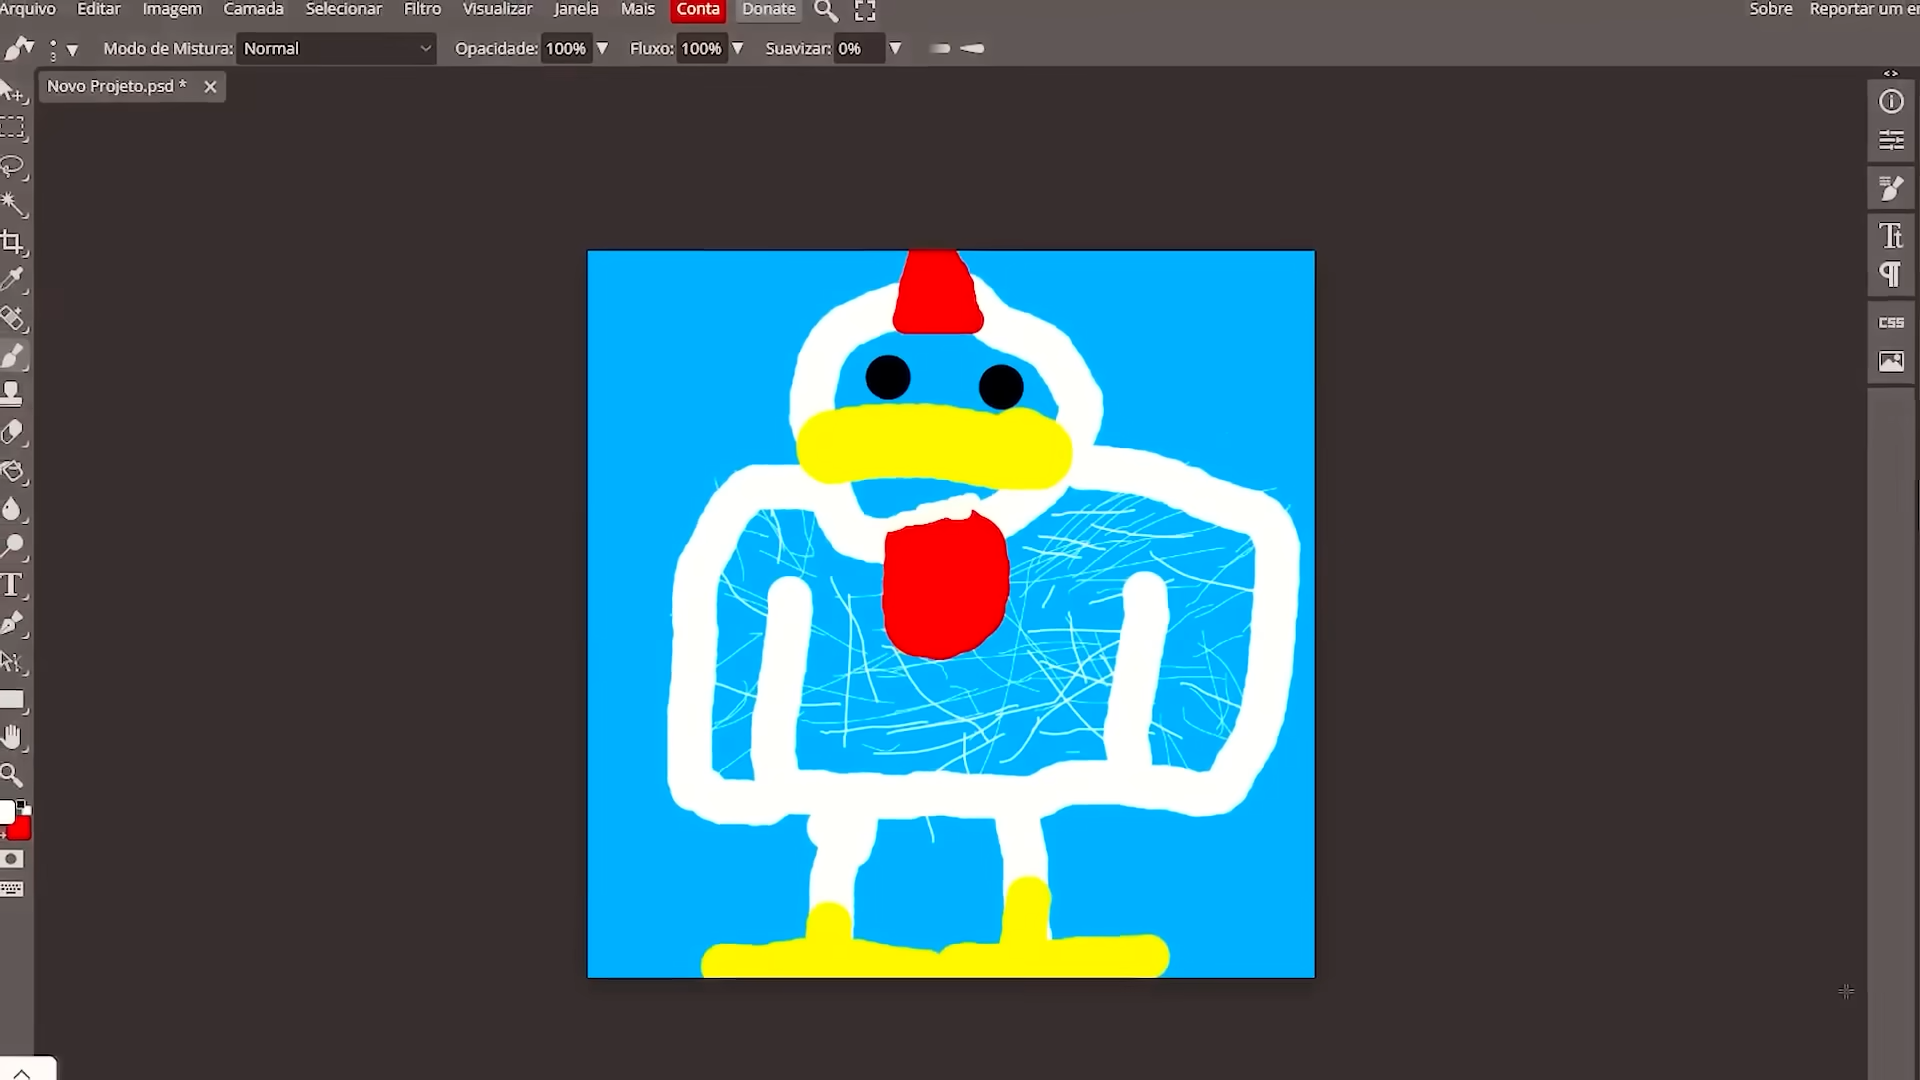 Arquivo Editar Imagem Camada Selecionar Filtro Visualizar Janela Mais Conta Donate Sobre Reportar um er
3 Modo de Mistura: Normal Opacidade: 100% Fluxo: 100% Suavizar: 0%
Novo Projeto.psd *
CSS